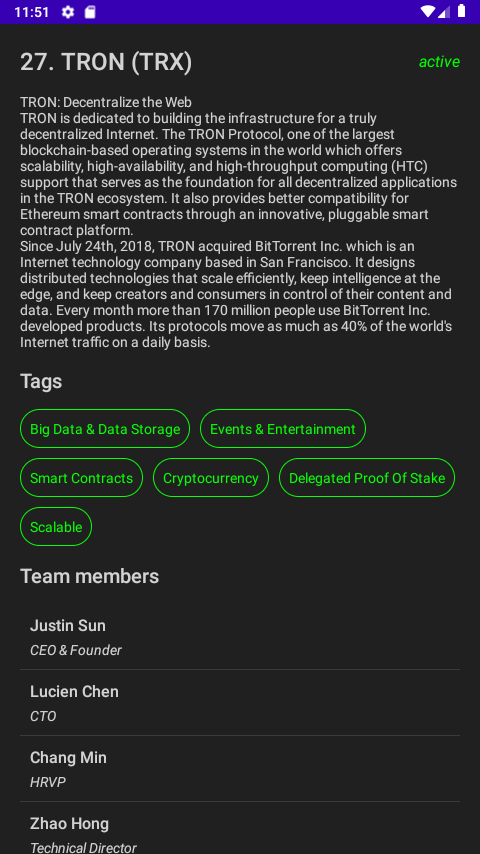 11:51
27. TRON (TRX)
active
TRON: Decentralize the Web
TRON is dedicated to building the infrastructure for a truly
decentralized Internet. The TRON Protocol, one of the largest
blockchain-based operating systems in the world which offers
scalability, high-availability, and high-throughput computing (HTC)
support that serves as the foundation for all decentralized applications
in the TRON ecosystem. It also provides better compatibility for
Ethereum smart contracts through an innovative, pluggable smart
contract platform.
Since July 24th, 2018, TRON acquired BitTorrent Inc. which is an
Internet technology company based in San Francisco. It designs
distributed technologies that scale efficiently, keep intelligence at the
edge, and keep creators and consumers in control of their content and
data. Every month more than 170 million people use BitTorrent Inc.
developed products. Its protocols move as much as 40% of the world's
Internet traffic on a daily basis.
Tags
Big Data & Data Storage
Events & Entertainment
Smart Contracts
Cryptocurrency
Delegated Proof Of Stake
Scalable
Team members
Justin Sun
CEO & Founder
Lucien Chen
CTO
Chang Min
HRVP
Zhao Hong
Technical Director